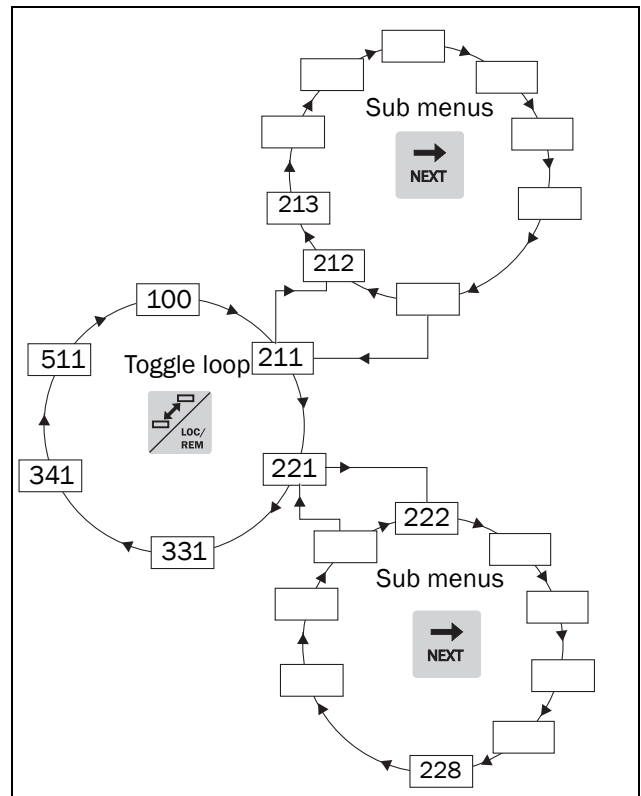 Sub menus
NEXT
213
212
100
511
Toggle loop
211
LOC/
REM
341
221
331
222
Sub menus
NEXT
228